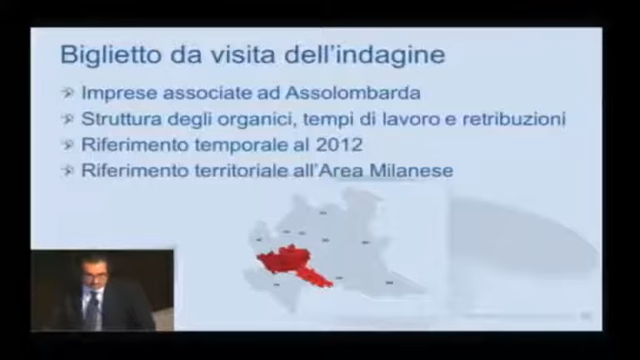 Biglietto da visita dell'indagine
Imprese associate ad Assolombarda
Struttura degli organici, tempi di lavoro e retribuzioni
Riferimento temporale al 2012
Riferimento territoriale all'Area Milanese